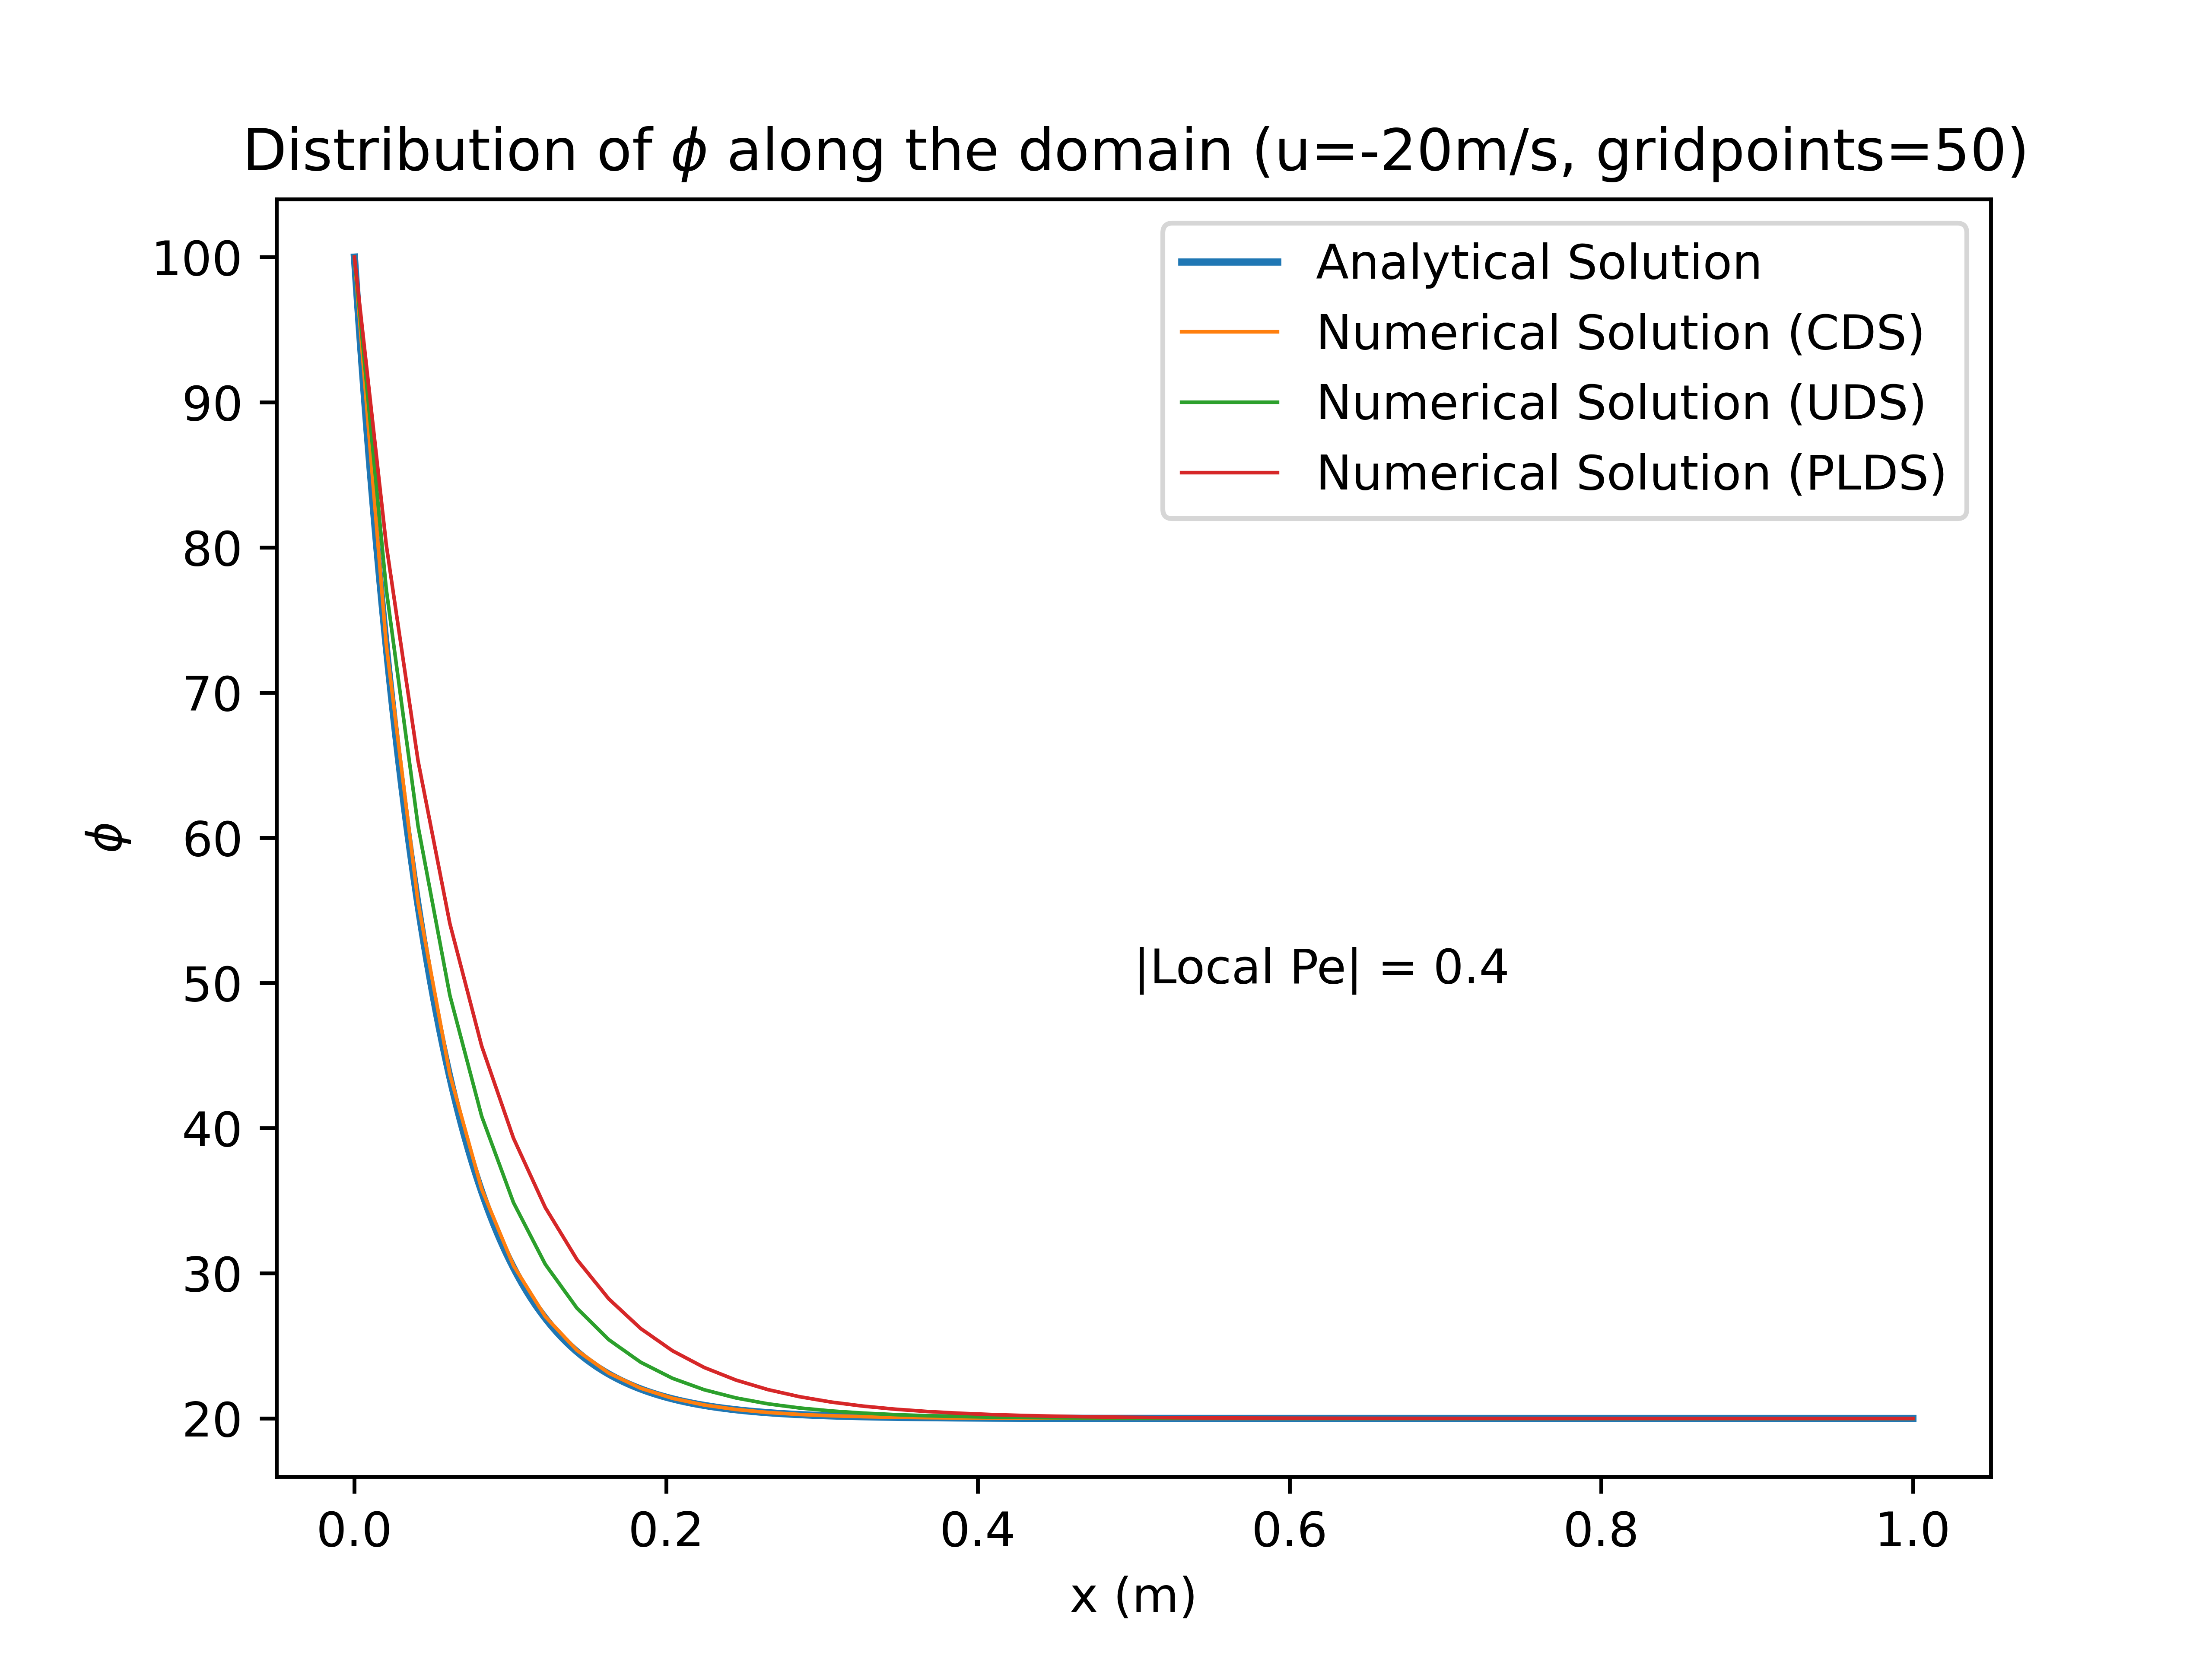 Distribution of ϕ along the domain (u=-20m/s, gridpoints=50)
Analytical Solution
Numerical Solution (CDS)
Numerical Solution (UDS)
Numerical Solution (PLDS)
100
90
80
70
60
50
40
30
20
ϕ
|Local Pe| = 0.4
0.0 0.2 0.4 0.6 0.8 1.0
x (m)